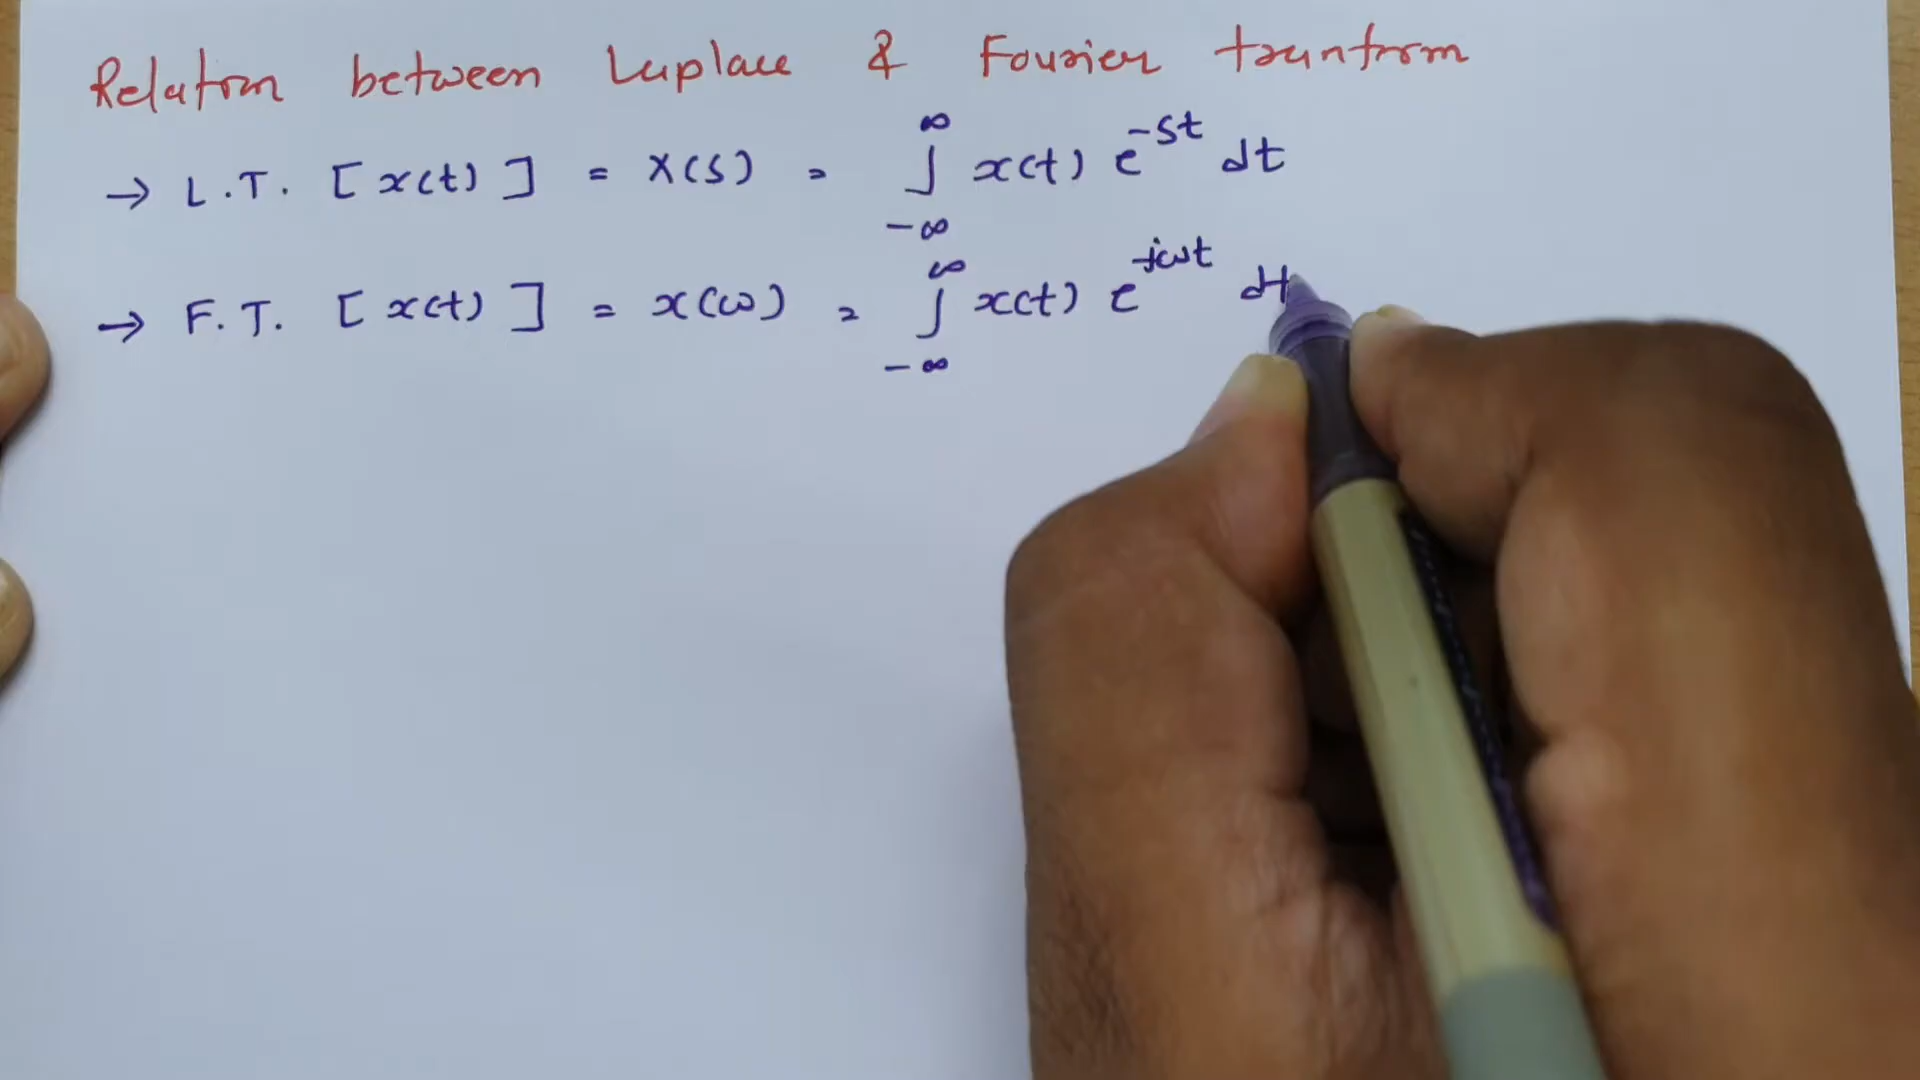 Relation between Laplace & Fourier transform
→ L.T. [x(t)] = X(s) = ∫_{-∞}^{∞} x(t) e^{-st} dt
→ F.T. [x(t)] = x(ω) = ∫_{-∞}^{∞} x(t) e^{-jωt} dt